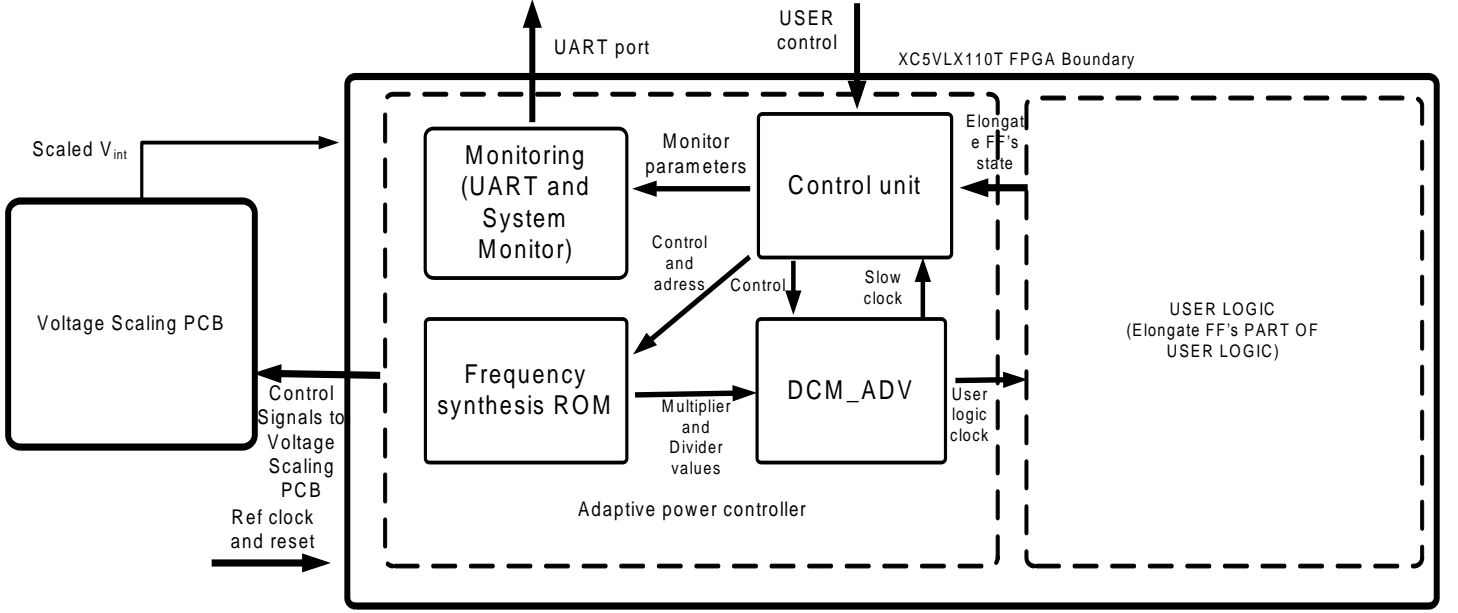 UART port
USER
control
XC5VLX110T FPGA Boundary
Scaled Vint
Monitoring
(UART and
System
Monitor)
Monitor
parameters
Control unit
Elongat
e FF's
state
Voltage Scaling PCB
Control
and
adress
Control
Slow
clock
USER LOGIC
(Elongate FF's PART OF
USER LOGIC)
Frequency
synthesis ROM
Multiplier
and
Divider
values
DCM_ADV
User
logic
clock
Control
Signals to
Voltage
Scaling
PCB
Adaptive power controller
Ref clock
and reset